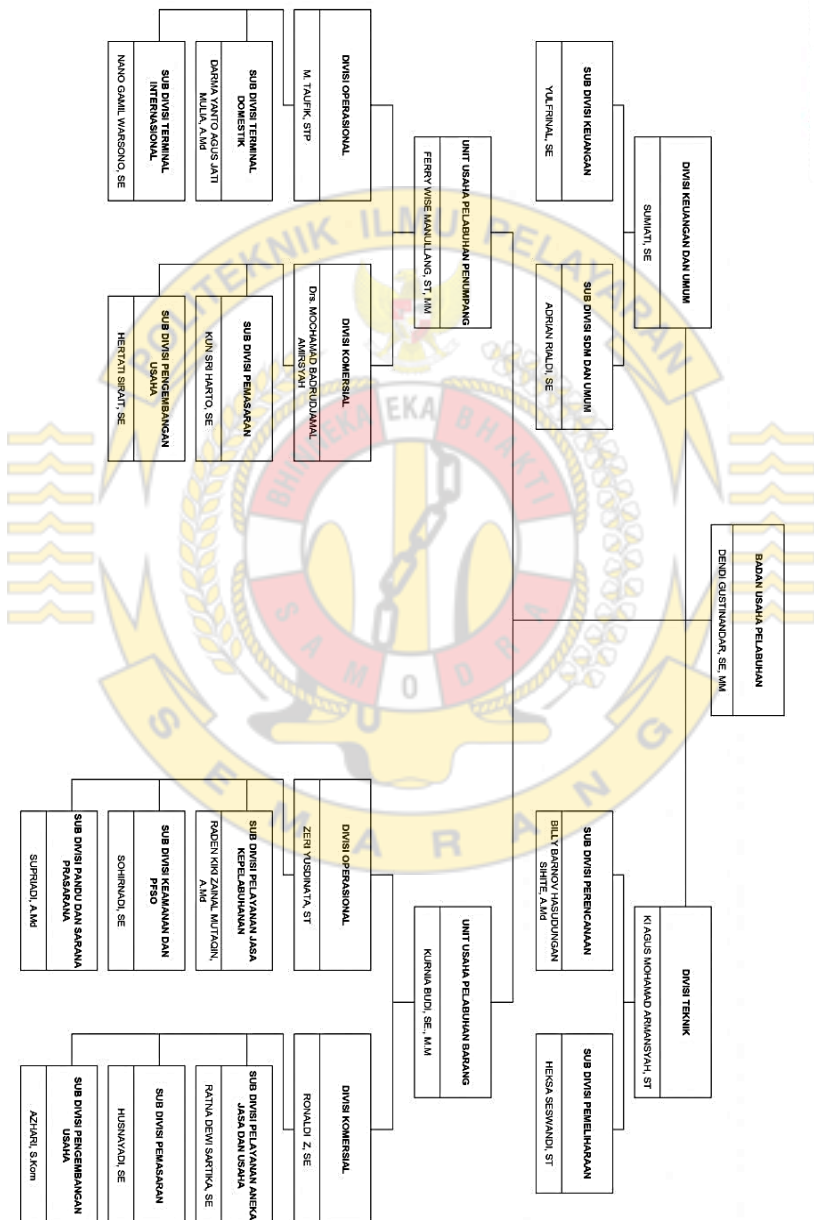 BADAN USAHA PELABUHAN
DENDI GUSTINANDAR, SE, MM
DIVISI KEUANGAN DAN UMUM
SUMIATI, SE
DIVISI TEKNIK
KI AGUS MOHAMAD ARMANSYAH, ST
SUB DIVISI KEUANGAN
YULFRINAL, SE
SUB DIVISI SDM DAN UMUM
ADRIAN RIALDI, SE
SUB DIVISI PERENCANAAN
BILLY BARNOV HASUDUNGAN
SIHITE, A.Md
SUB DIVISI PEMELIHARAAN
HEKSA SESWANDI, ST
UNIT USAHA PELABUHAN PENUMPANG
FERRY WISE MANULLANG, ST, MM
UNIT USAHA PELABUHAN BARANG
KURNIA BUDI, SE., M.M
DIVISI OPERASIONAL
M. TAUFIK, STP
DIVISI KOMERSIAL
Drs. MOCHAMAD BADRUDJAMAL
AMIRSYAH
DIVISI OPERASIONAL
ZERI YUSDINATA, ST
DIVISI KOMERSIAL
RONALDI Z, SE
SUB DIVISI TERMINAL
DOMESTIK
DARMA YANTO AGUS JATI
MULIA, A.Md
SUB DIVISI PEMASARAN
KUN SRI HARTO, SE
SUB DIVISI PELAYANAN JASA
KEPELABUHANAN
RADEN KIKI ZAINAL MUTAQIN,
A.Md
SUB DIVISI PELAYANAN ANEKA
JASA DAN USAHA
RATNA DEWI SARTIKA, SE
SUB DIVISI TERMINAL
INTERNASIONAL
NANO GAMIL WARSONO, SE
SUB DIVISI PENGEMBANGAN
USAHA
HERTATI SIRAIT, SE
SUB DIVISI KEAMANAN DAN
PFSO
SOHIRNADI, SE
SUB DIVISI PEMASARAN
HUSNAYADI, SE
SUB DIVISI PANDU DAN SARANA
PRASARANA
SUPRIADI, A.Md
SUB DIVISI PENGEMBANGAN
USAHA
AZHARI, S.Kom
POLITEKNIK ILMU PELAYARAN
BHINNEKA EKA BHAKTI
SAMODRA
SEMARANG